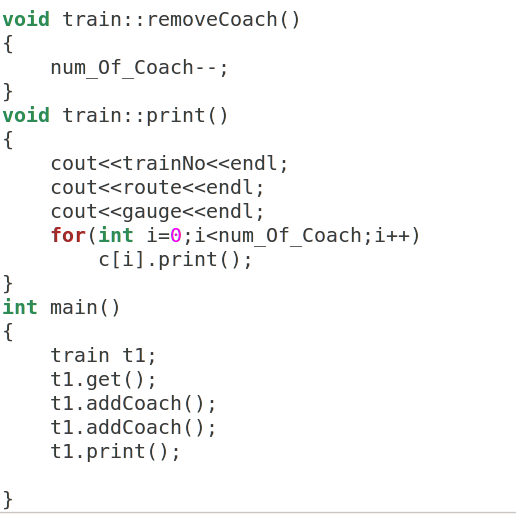 void train::removeCoach()
{
    num_Of_Coach--;
}
void train::print()
{
    cout<<trainNo<<endl;
    cout<<route<<endl;
    cout<<gauge<<endl;
    for(int i=0;i<num_Of_Coach;i++)
        c[i].print();
}
int main()
{
    train t1;
    t1.get();
    t1.addCoach();
    t1.addCoach();
    t1.print();

}